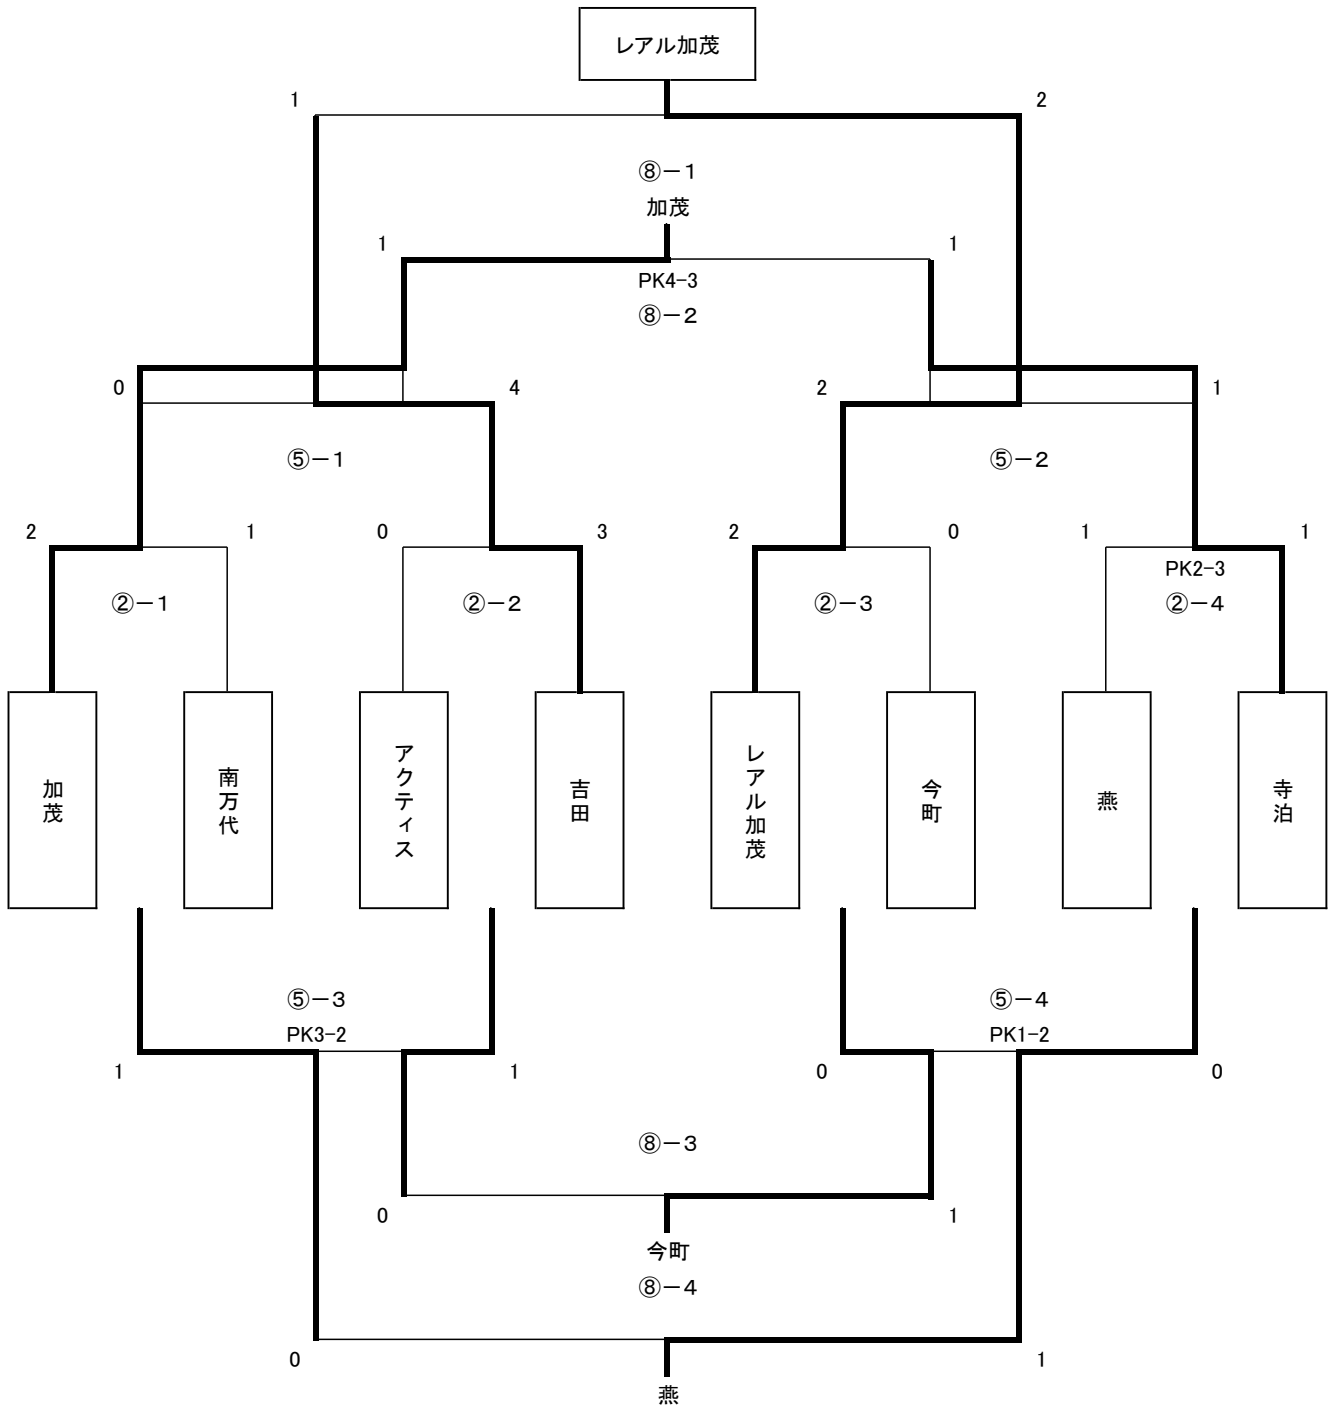 レアル加茂
1 2
⑧－1
加茂
1 1
PK4-3
⑧－2
0 4 2 1
⑤－1 ⑤－2
2 1 0 3 2 0 1 1
PK2-3
②－1 ②－2 ②－3 ②－4
加茂
南万代
アクティス
吉田
レアル加茂
今町
燕
寺泊
⑤－3 ⑤－4
PK3-2 PK1-2
1 1 0 0
⑧－3
0 1
今町
⑧－4
0 1
燕